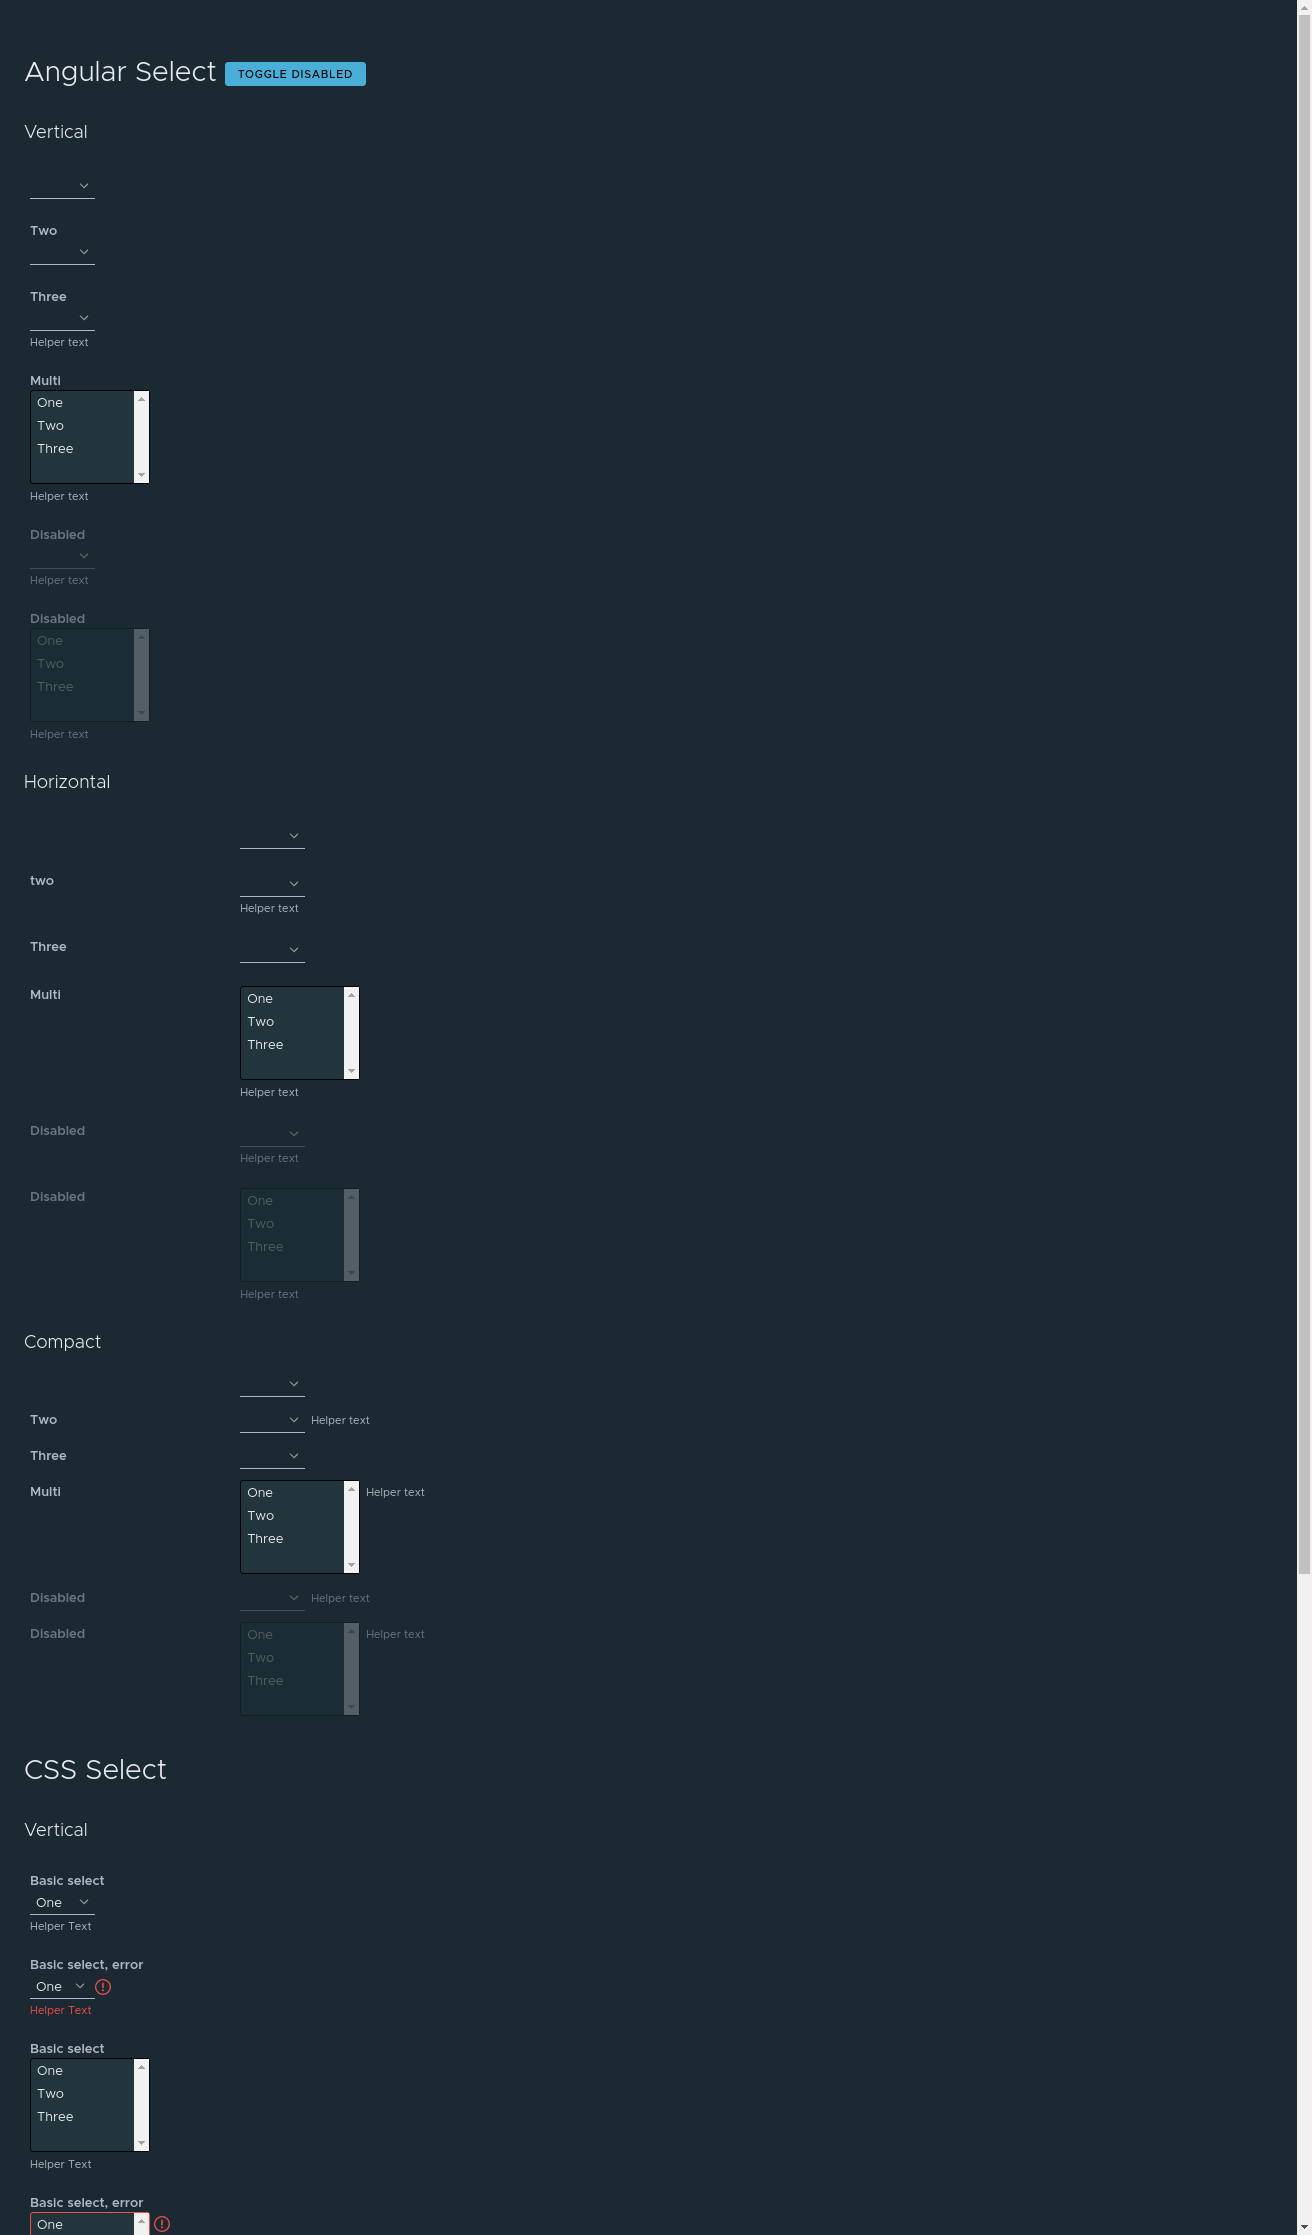 Angular Select TOGGLE DISABLED
Vertical
Two
Three
Helper text
Multi
One
Two
Three
Helper text
Disabled
Helper text
Disabled
One
Two
Three
Helper text
Horizontal
two
Helper text
Three
Multi One
Two
Three
Helper text
Disabled
Helper text
Disabled One
Two
Three
Helper text
Compact
Two Helper text
Three
Multi One Helper text
Two
Three
Disabled Helper text
Disabled One Helper text
Two
Three
CSS Select
Vertical
Basic select
One
Helper Text
Basic select, error
One
Helper Text
Basic select
One
Two
Three
Helper Text
Basic select, error
One